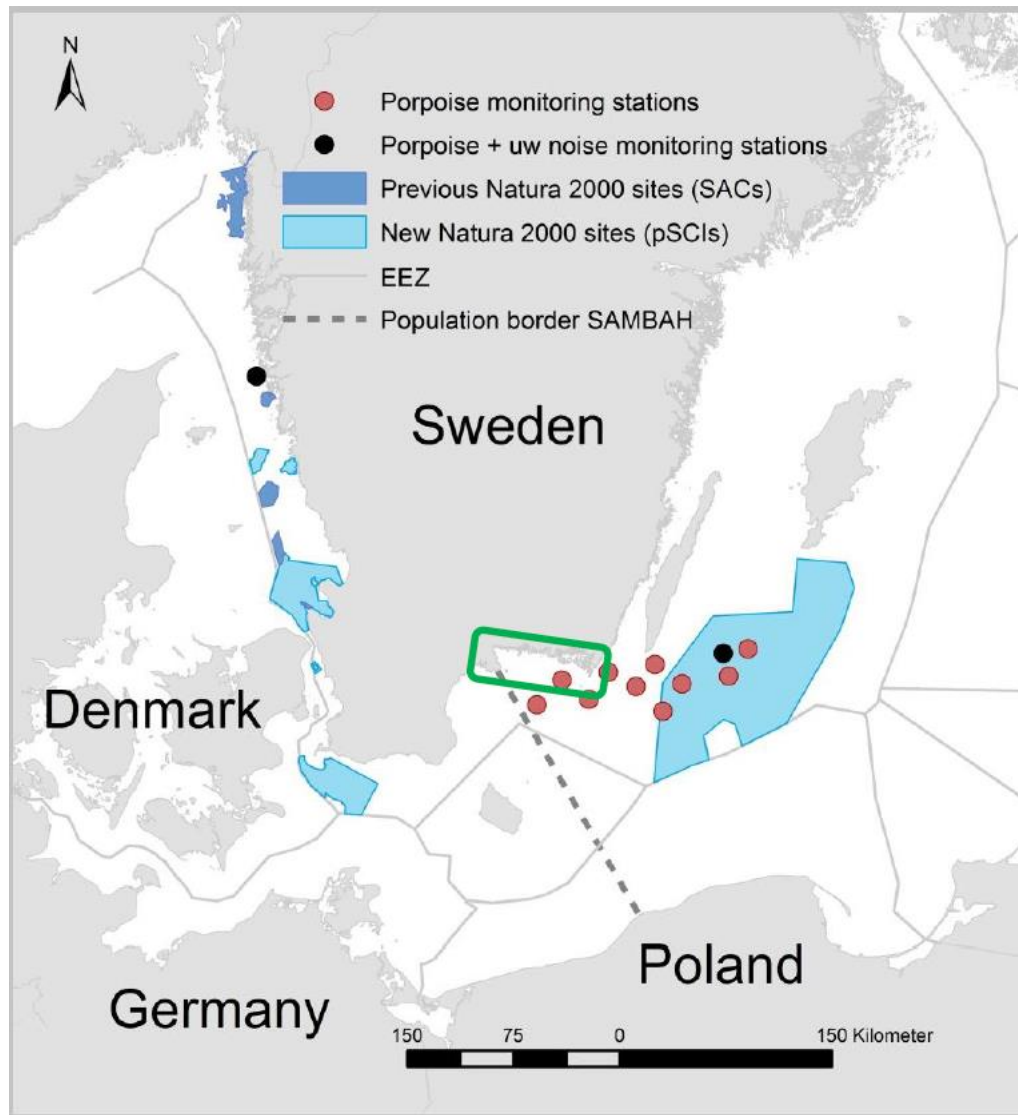 N
Porpoise monitoring stations
Porpoise + uw noise monitoring stations
Previous Natura 2000 sites (SACs)
New Natura 2000 sites (pSCIs)
EEZ
Population border SAMBAH
Sweden
Denmark
Poland
Germany
150 75 0 150 Kilometer